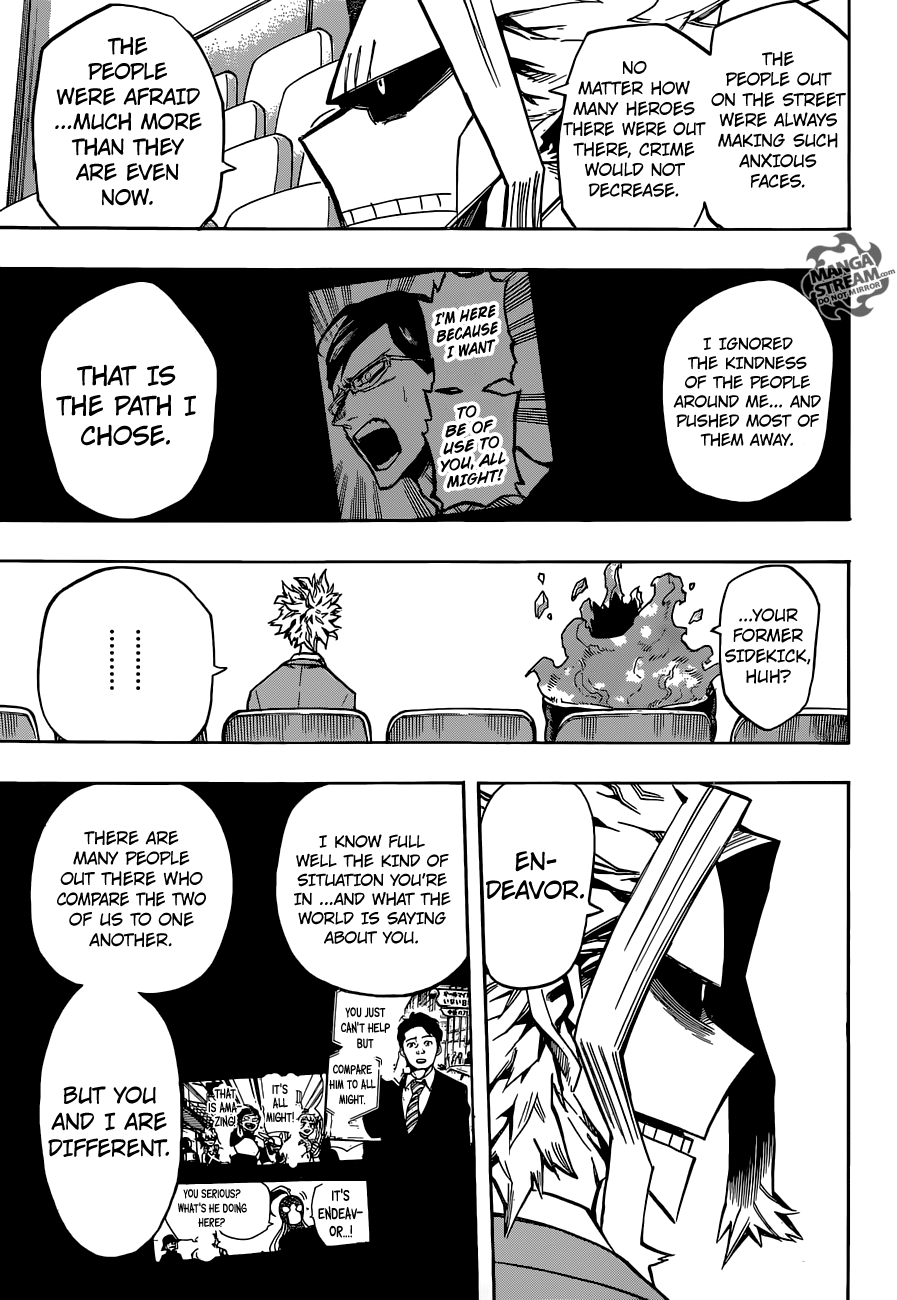 THE
PEOPLE OUT
ON THE STREET
WERE ALWAYS
MAKING SUCH
ANXIOUS
FACES.
NO
MATTER HOW
MANY HEROES
THERE WERE OUT
THERE, CRIME
WOULD NOT
DECREASE.
THE
PEOPLE
WERE AFRAID
...MUCH MORE
THAN THEY
ARE EVEN
NOW.
MANGA
STREAM.com
DO NOT MIRROR
I IGNORED
THE KINDNESS
OF THE PEOPLE
AROUND ME... AND
PUSHED MOST OF
THEM AWAY.
I'M HERE
BECAUSE
I WANT
TO
BE OF
USE TO
YOU, ALL
MIGHT!
THAT IS
THE PATH I
CHOSE.
...YOUR
FORMER
SIDEKICK,
HUH?
EN-
DEAVOR.
I KNOW FULL
WELL THE KIND OF
SITUATION YOU'RE
IN ...AND WHAT THE
WORLD IS SAYING
ABOUT YOU.
THERE ARE
MANY PEOPLE
OUT THERE WHO
COMPARE THE TWO
OF US TO ONE
ANOTHER.
YOU JUST
CAN'T HELP
BUT
COMPARE
HIM TO ALL
MIGHT.
IT'S
ALL
MIGHT!
THAT
IS AMA-
ZING!
IT'S
ENDEAV-
OR...!
YOU SERIOUS?
WHAT'S HE DOING
HERE?
BUT YOU
AND I ARE
DIFFERENT.